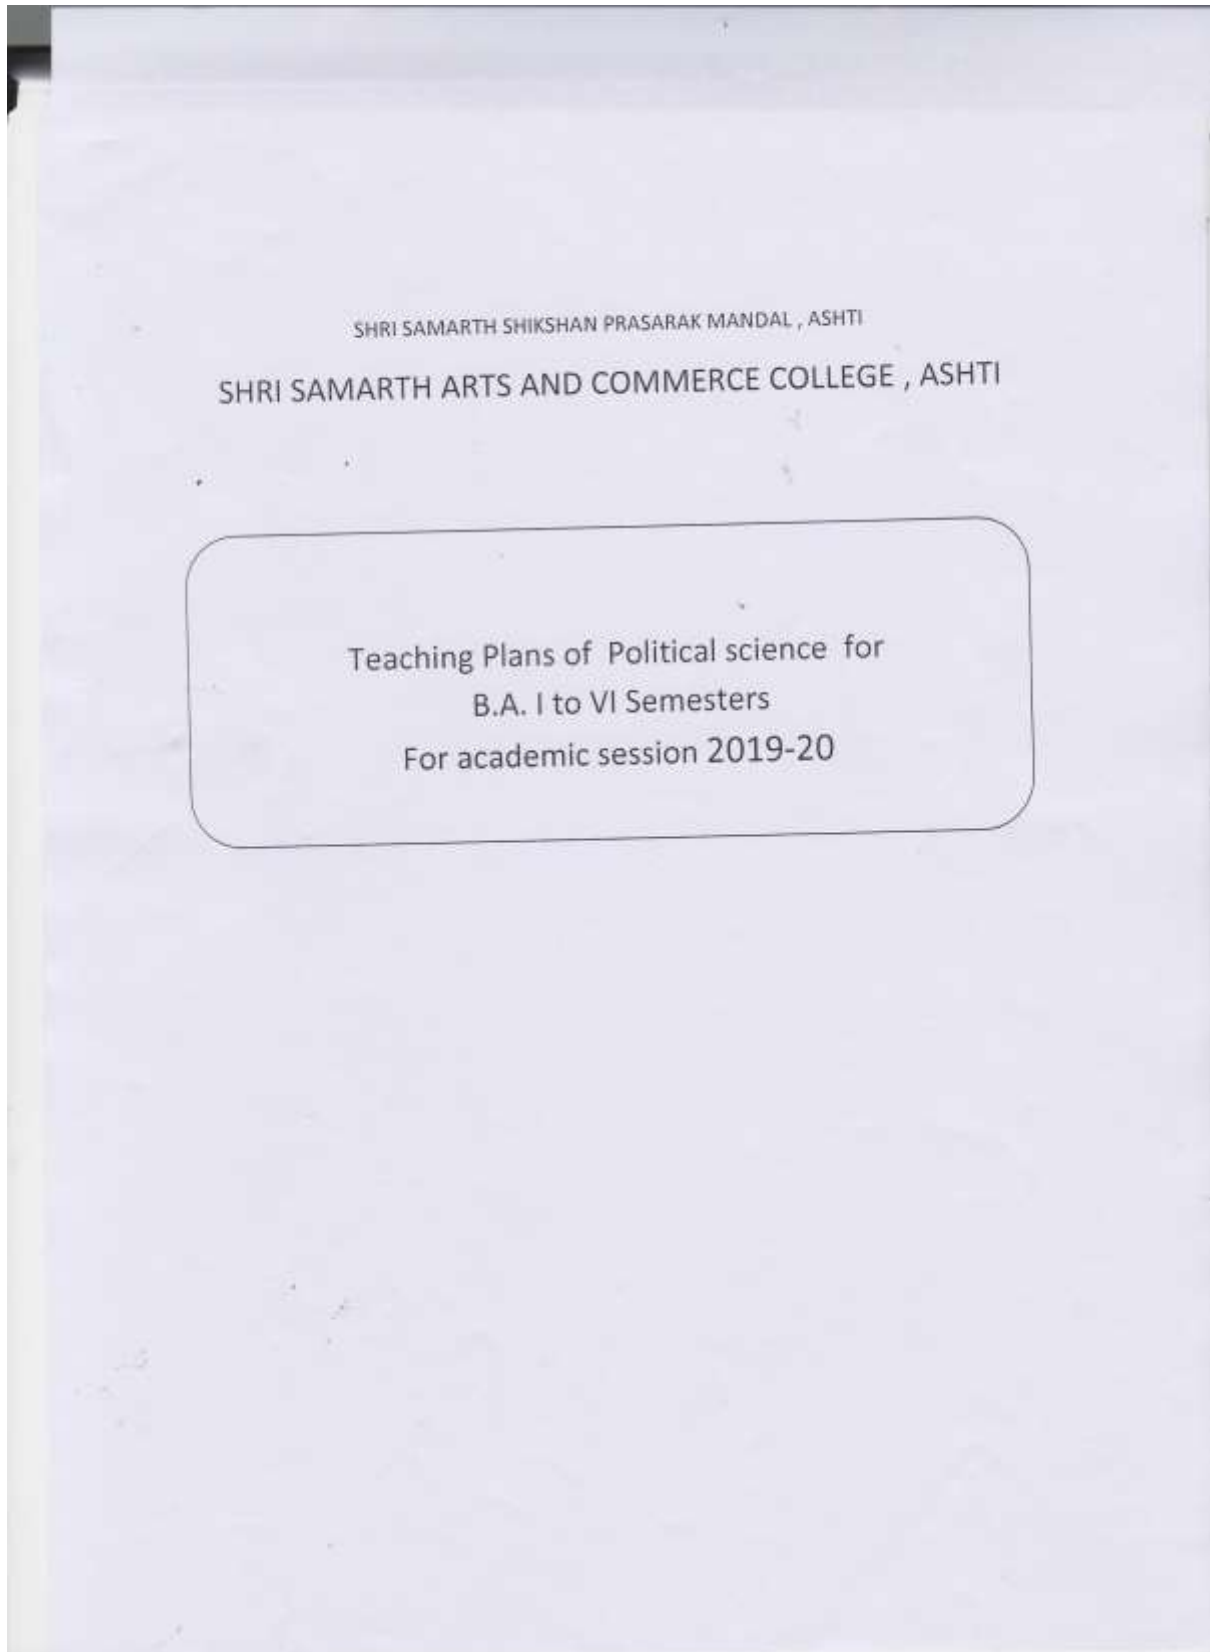 SHRI SAMARTH SHIKSHAN PRASARAK MANDAL , ASHTI
SHRI SAMARTH ARTS AND COMMERCE COLLEGE , ASHTI
Teaching Plans of Political science for
B.A. I to VI Semesters
For academic session 2019-20